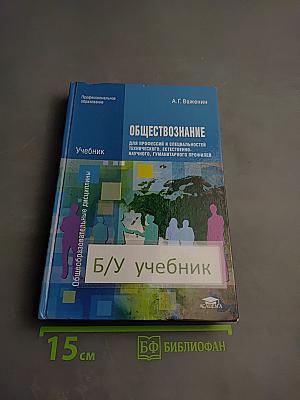 Профессиональное
образование
А.Г. Важенин
ОБЩЕСТВОЗНАНИЕ
ДЛЯ ПРОФЕССИЙ И СПЕЦИАЛЬНОСТЕЙ
ТЕХНИЧЕСКОГО, ЕСТЕСТВЕННО-
НАУЧНОГО, ГУМАНИТАРНОГО ПРОФИЛЕЙ
Учебник
Общеобразовательные дисциплины
Б/У учебник
15 см
БФ БИБЛИОФАН